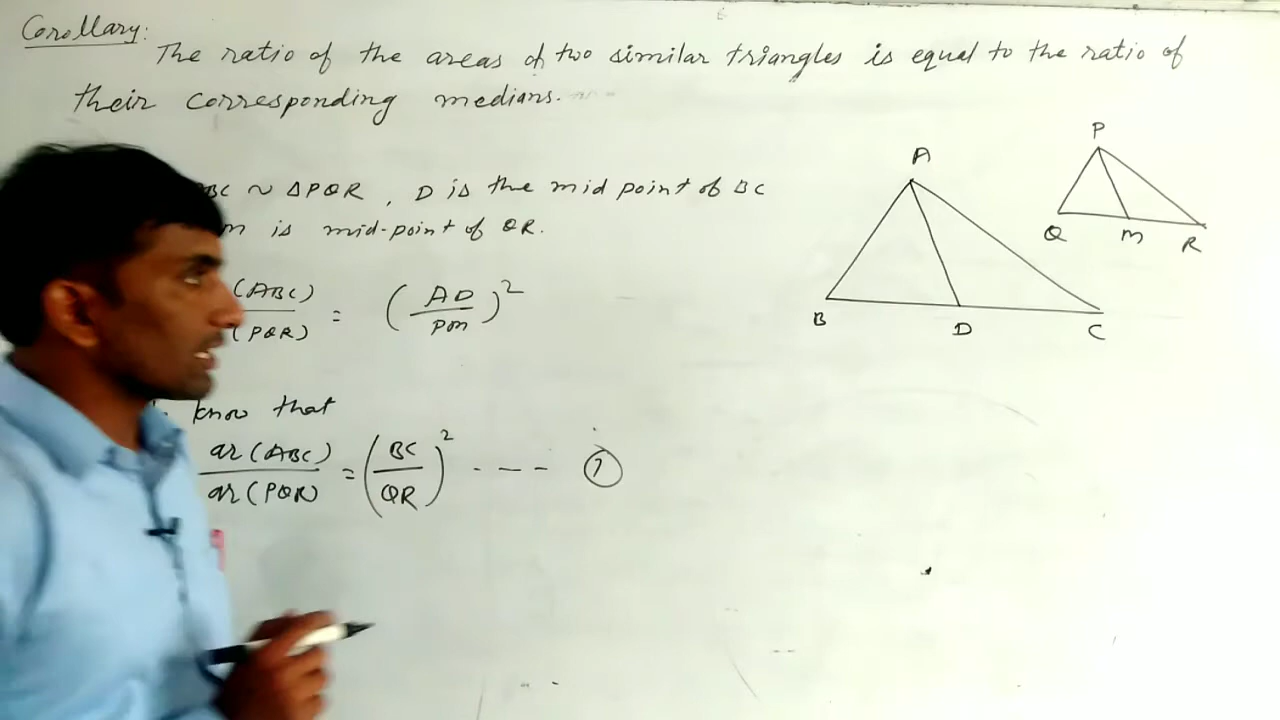 Corollary:
The ratio of the areas of two similar triangles is equal to the ratio of
their corresponding medians.
BC ~ ΔPQR, D is the mid point of BC
m is mid-point of QR.
(ABC) / (PQR) = (AD / Pm)²
know that
ar(ABC) / ar(PQR) = (BC / QR)² ---- ①
A
B
D
C
P
Q
M
R